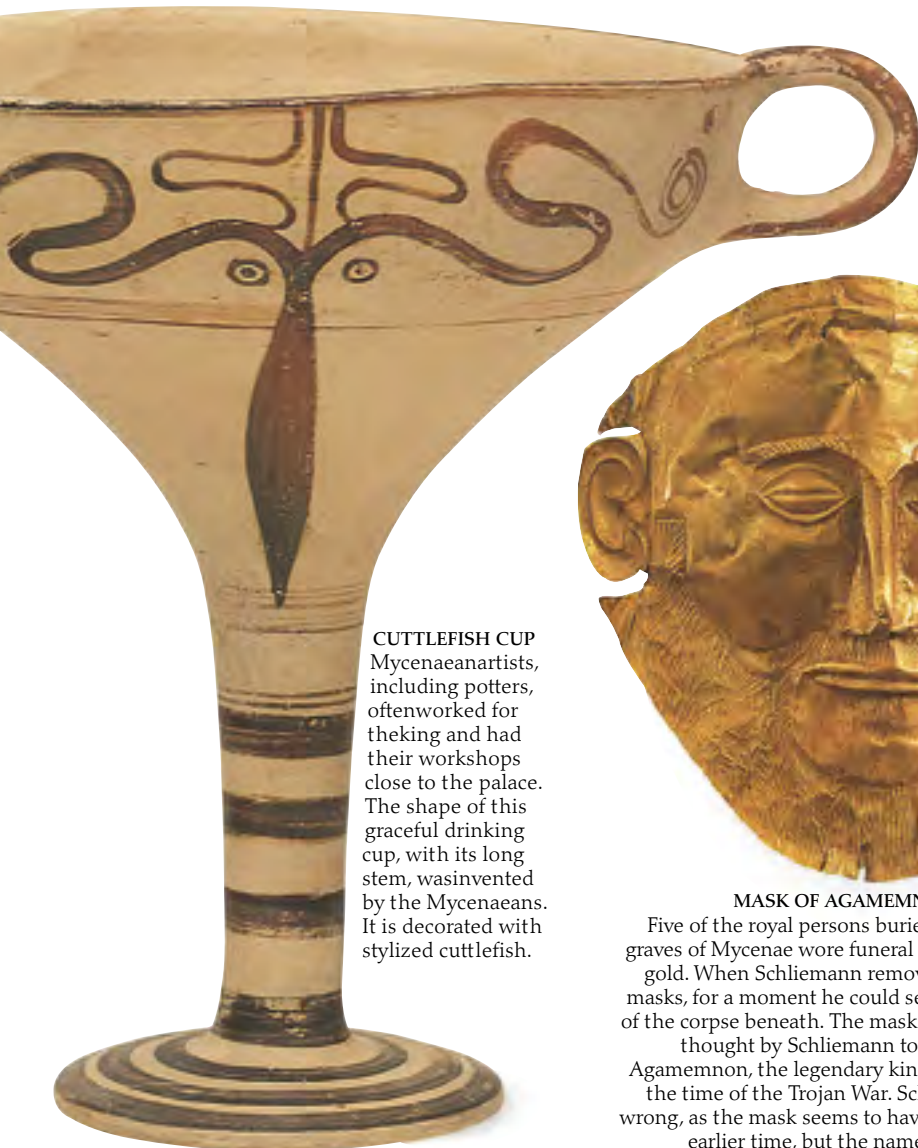 CUTTLEFISH CUP
Mycenaeanartists,
including potters,
oftenworked for
theking and had
their workshops
close to the palace.
The shape of this
graceful drinking
cup, with its long
stem, wasinvented
by the Mycenaeans.
It is decorated with
stylized cuttlefish.
MASK OF AGAMEMN
Five of the royal persons burie
graves of Mycenae wore funeral
gold. When Schliemann remov
masks, for a moment he could se
of the corpse beneath. The mask
thought by Schliemann to
Agamemnon, the legendary kin
the time of the Trojan War. Sc
wrong, as the mask seems to hav
earlier time, but the name